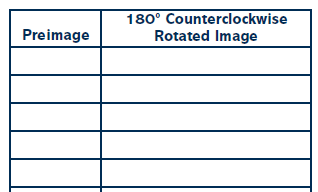 180° Counterclockwise
Preimage Rotated Image